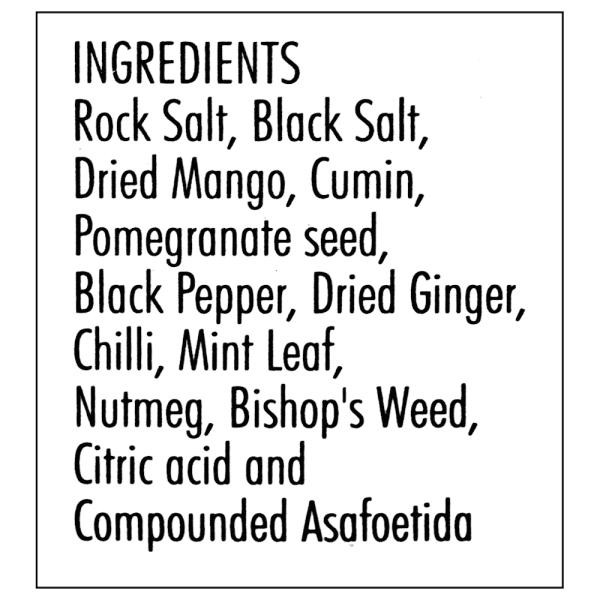 INGREDIENTS
Rock Salt, Black Salt,
Dried Mango, Cumin,
Pomegranate seed,
Black Pepper, Dried Ginger,
Chilli, Mint Leaf,
Nutmeg, Bishop's Weed,
Citric acid and
Compounded Asafoetida